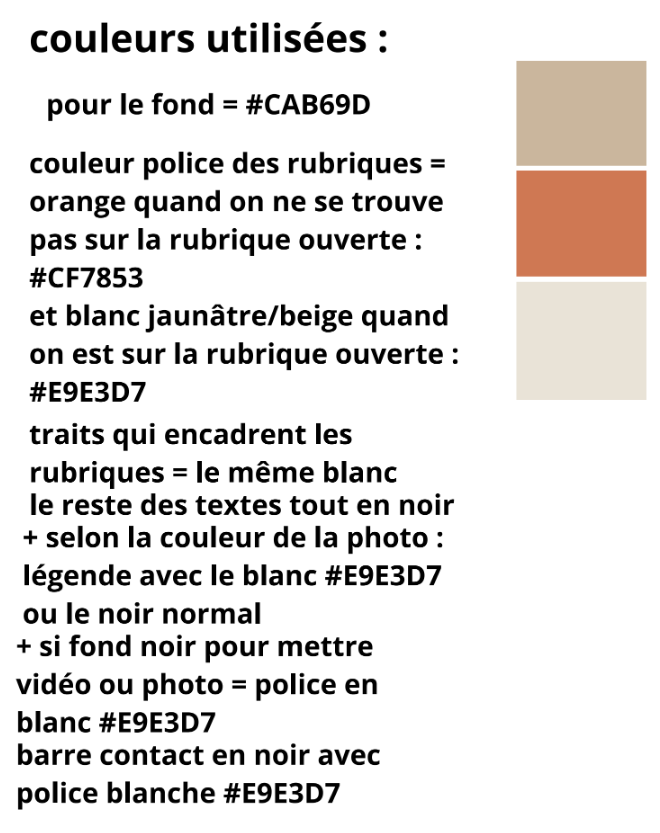 couleurs utilisées :
pour le fond = #CAB69D
couleur police des rubriques =
orange quand on ne se trouve
pas sur la rubrique ouverte :
#CF7853
et blanc jaunâtre/beige quand
on est sur la rubrique ouverte :
#E9E3D7
traits qui encadrent les
rubriques = le même blanc
le reste des textes tout en noir
+ selon la couleur de la photo :
légende avec le blanc #E9E3D7
ou le noir normal
+ si fond noir pour mettre
vidéo ou photo = police en
blanc #E9E3D7
barre contact en noir avec
police blanche #E9E3D7